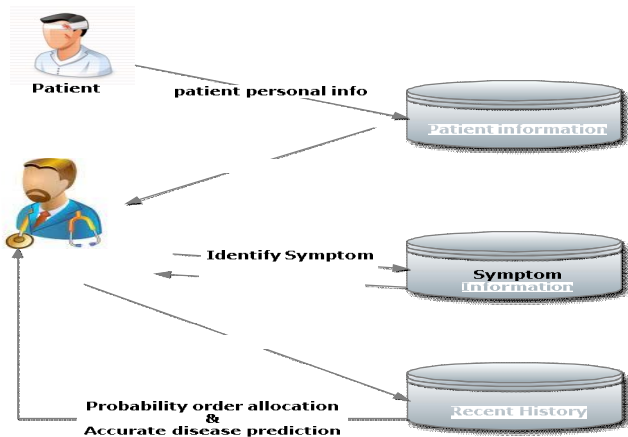 Patient
patient personal info
Patient information
Identify Symptom
Symptom
Information
Recent History
Probability order allocation
&
Accurate disease prediction